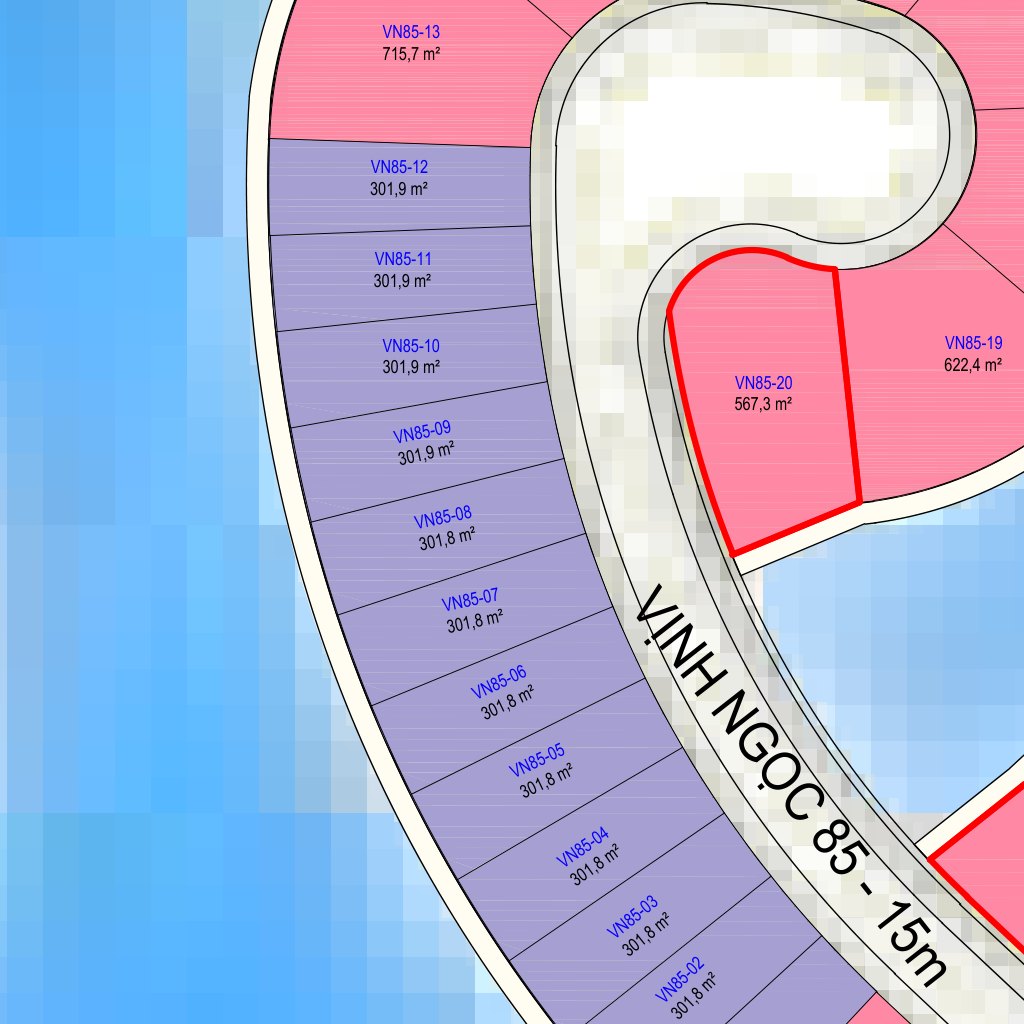 VN85-13
715,7 m²
VN85-12
301,9 m²
VN85-11
301,9 m²
VN85-10
301,9 m²
VN85-19
622,4 m²
VN85-20
567,3 m²
VN85-09
301,9 m²
VN85-08
301,8 m²
VN85-07
301,8 m²
VN85-06
301,8 m²
VN85-05
301,8 m²
VN85-04
301,8 m²
VN85-03
301,8 m²
VN85-02
301,8 m²
VỊNH NGỌC 85 - 15m